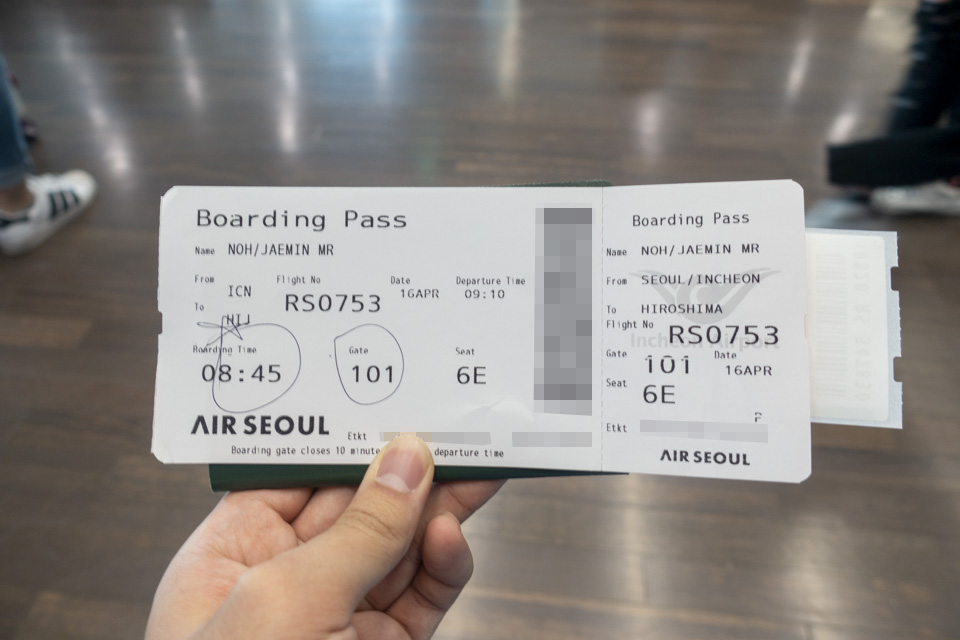 Boarding Pass
Name NOH/JAEMIN MR
From ICN
Flight No RS0753
Date 16APR
Departure Time 09:10
To HIJ
Boarding Time 08:45
Gate 101
Seat 6E
AIR SEOUL
Etkt
Boarding gate closes 10 minute departure time
Boarding Pass
Name NOH/JAEMIN MR
From SEOUL/INCHEON
To HIROSHIMA
Flight No RS0753
Incheon Airport
Gate 101
Date 16APR
Seat 6E
Etkt
AIR SEOUL